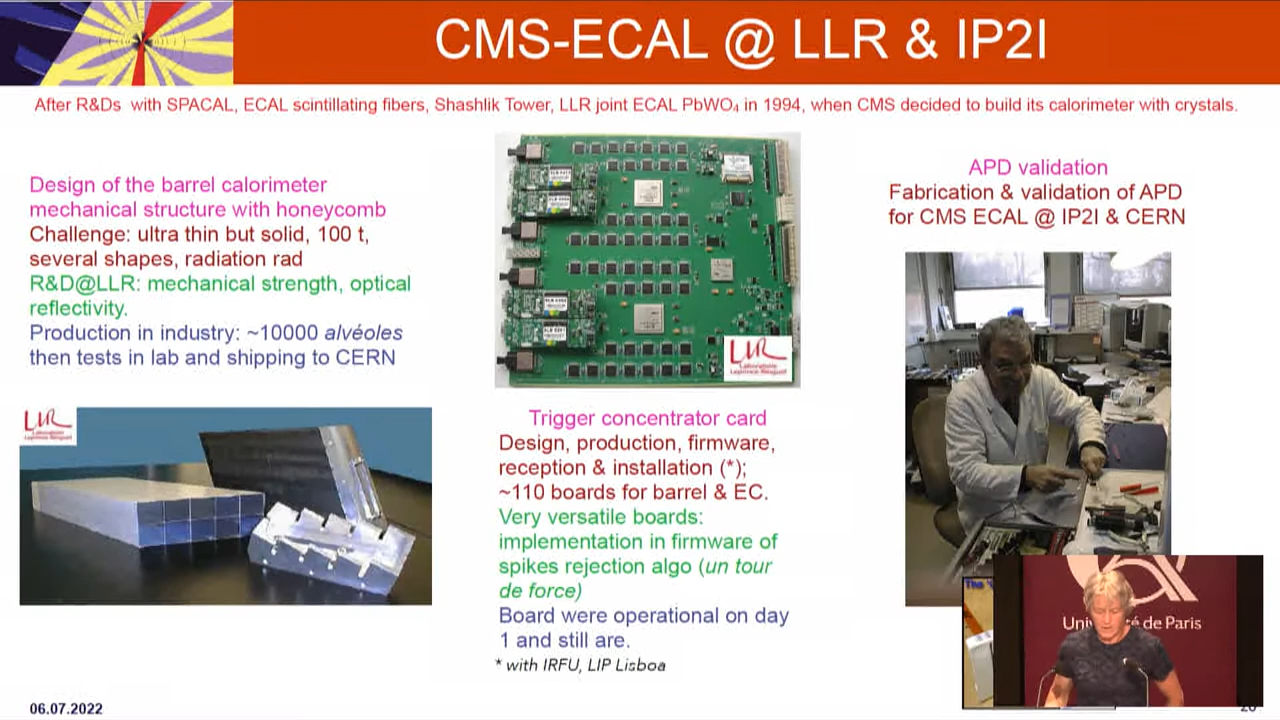 CMS-ECAL @ LLR & IP2I
After R&Ds with SPACAL, ECAL scintillating fibers, Shashlik Tower, LLR joint ECAL PbWO₄ in 1994, when CMS decided to build its calorimeter with crystals.
Design of the barrel calorimeter
mechanical structure with honeycomb
Challenge: ultra thin but solid, 100 t,
several shapes, radiation rad
R&D@LLR: mechanical strength, optical
reflectivity.
Production in industry: ~10000 alvéoles
then tests in lab and shipping to CERN
LLR
LLR
Laboratoire
Leprince-Ringuet
Trigger concentrator card
Design, production, firmware,
reception & installation (*);
~110 boards for barrel & EC.
Very versatile boards:
implementation in firmware of
spikes rejection algo (un tour
de force)
Board were operational on day
1 and still are.
* with IRFU, LIP Lisboa
APD validation
Fabrication & validation of APD
for CMS ECAL @ IP2I & CERN
The
Université de Paris
06.07.2022